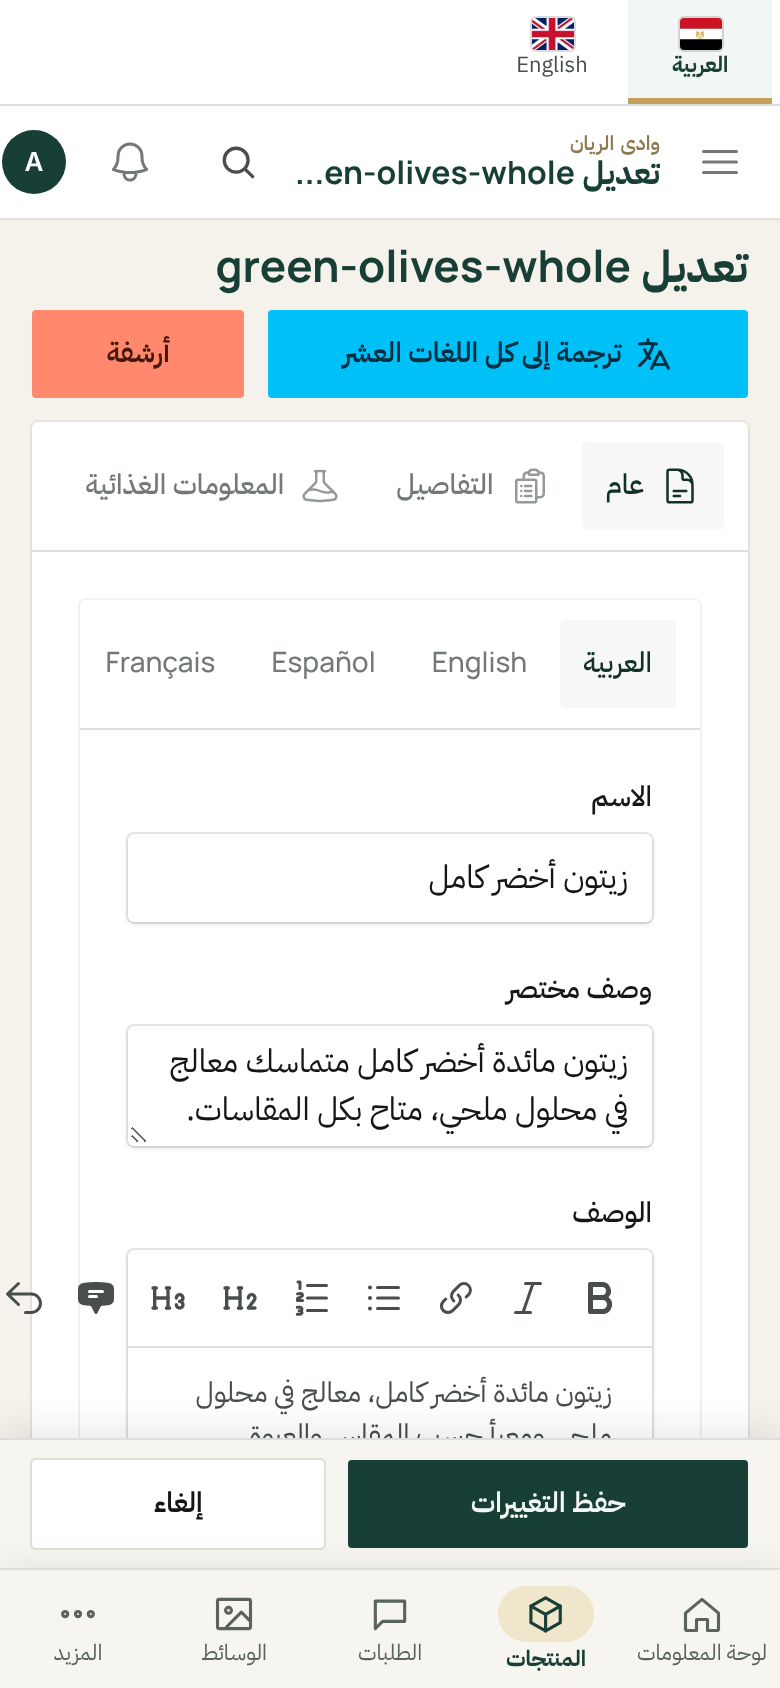 العربية
English
وادى الريان
تعديل en-olives-whole...
A
تعديل green-olives-whole
ترجمة إلى كل اللغات العشر
أرشفة
عام
التفاصيل
المعلومات الغذائية
العربية
English
Español
Français
الاسم
زيتون أخضر كامل
وصف مختصر
زيتون مائدة أخضر كامل متماسك معالج
في محلول ملحي، متاح بكل المقاسات.
الوصف
B I H2 H3
زيتون مائدة أخضر كامل، معالج في محلول
حفظ التغييرات
إلغاء
لوحة المعلومات
المنتجات
الطلبات
الوسائط
المزيد